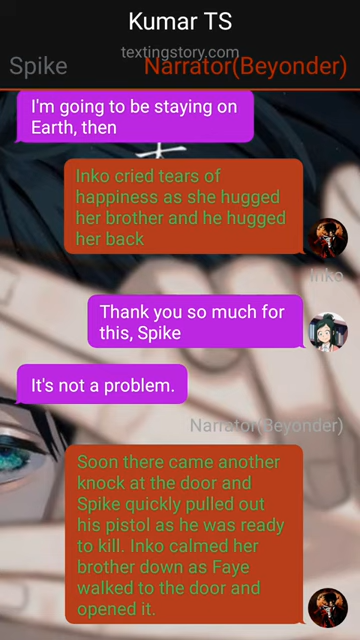 Kumar TS
textingstory.com
Spike
Narrator(Beyonder)
I'm going to be staying on
Earth, then
Inko cried tears of
happiness as she hugged
her brother and he hugged
her back
Inko
Thank you so much for
this, Spike
It's not a problem.
Narrator(Beyonder)
Soon there came another
knock at the door and
Spike quickly pulled out
his pistol as he was ready
to kill. Inko calmed her
brother down as Faye
walked to the door and
opened it.